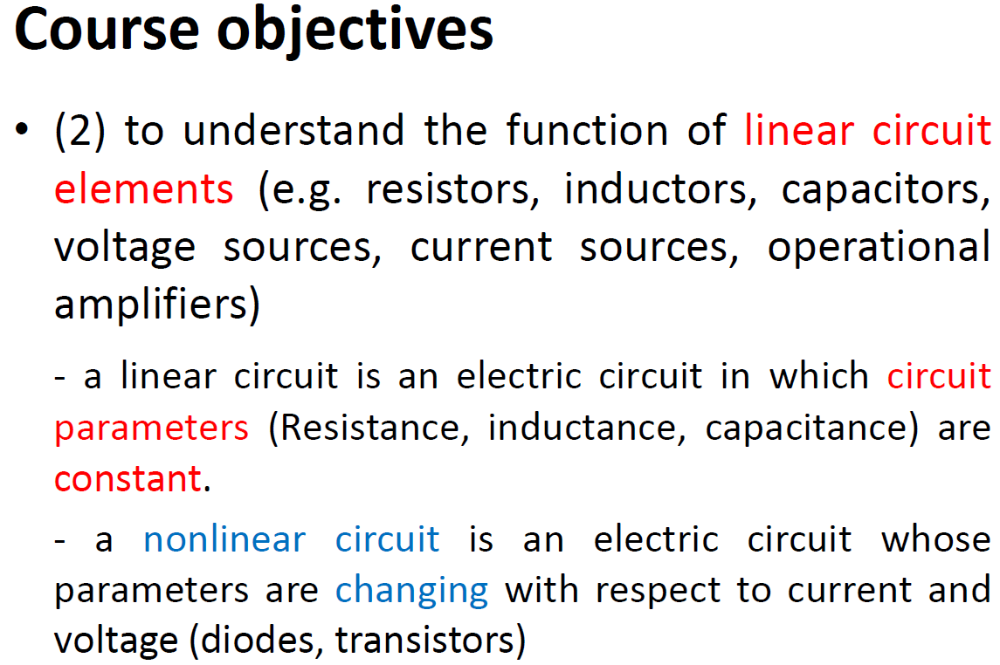 Course objectives
• (2) to understand the function of linear circuit
elements (e.g. resistors, inductors, capacitors,
voltage sources, current sources, operational
amplifiers)
- a linear circuit is an electric circuit in which circuit
parameters (Resistance, inductance, capacitance) are
constant.
- a nonlinear circuit is an electric circuit whose
parameters are changing with respect to current and
voltage (diodes, transistors)